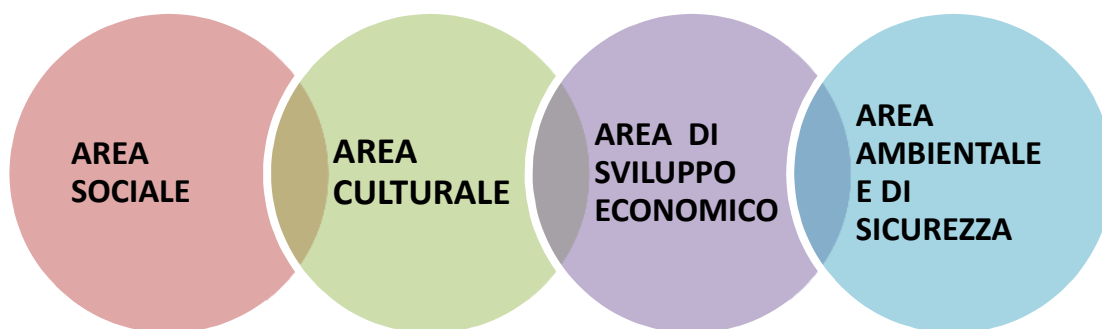 AREA
SOCIALE
AREA
CULTURALE
AREA DI
SVILUPPO
ECONOMICO
AREA
AMBIENTALE
E DI
SICUREZZA